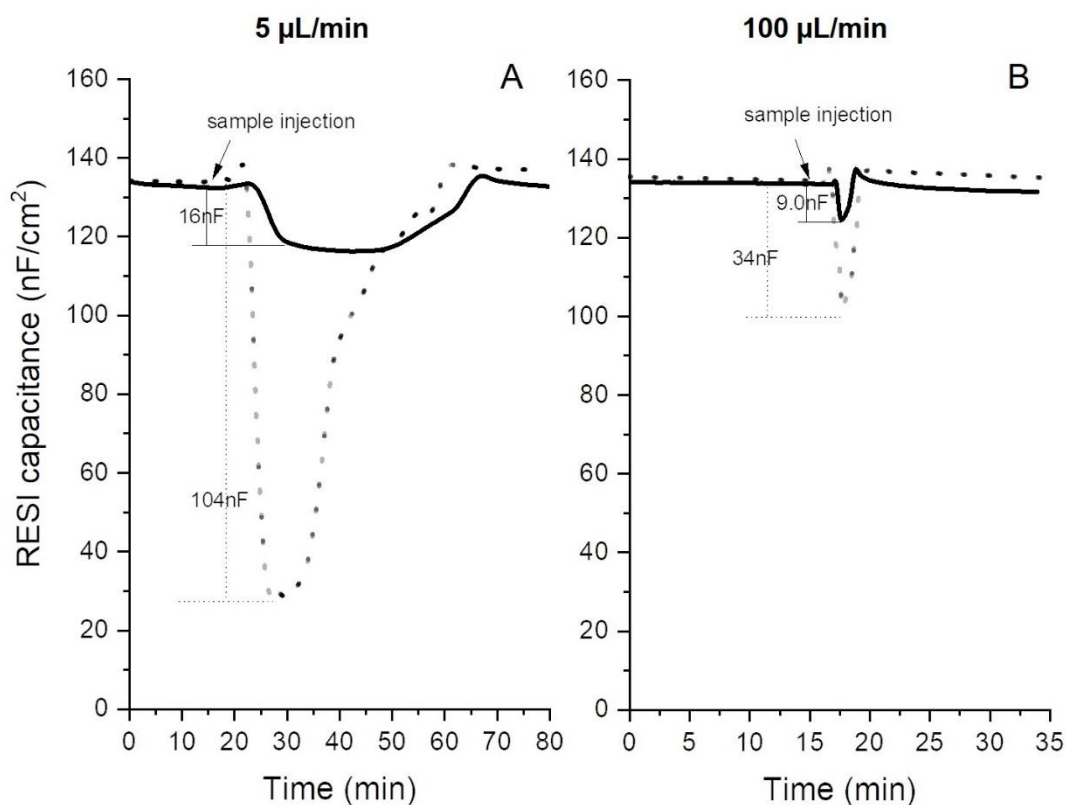 5 µL/min
100 µL/min
A
B
RESI capacitance (nF/cm²)
160
140
120
100
80
60
40
20
0
sample injection
16nF
104nF
0 10 20 30 40 50 60 70 80
Time (min)
160
140
120
100
80
60
40
20
0
sample injection
9.0nF
34nF
0 5 10 15 20 25 30 35
Time (min)